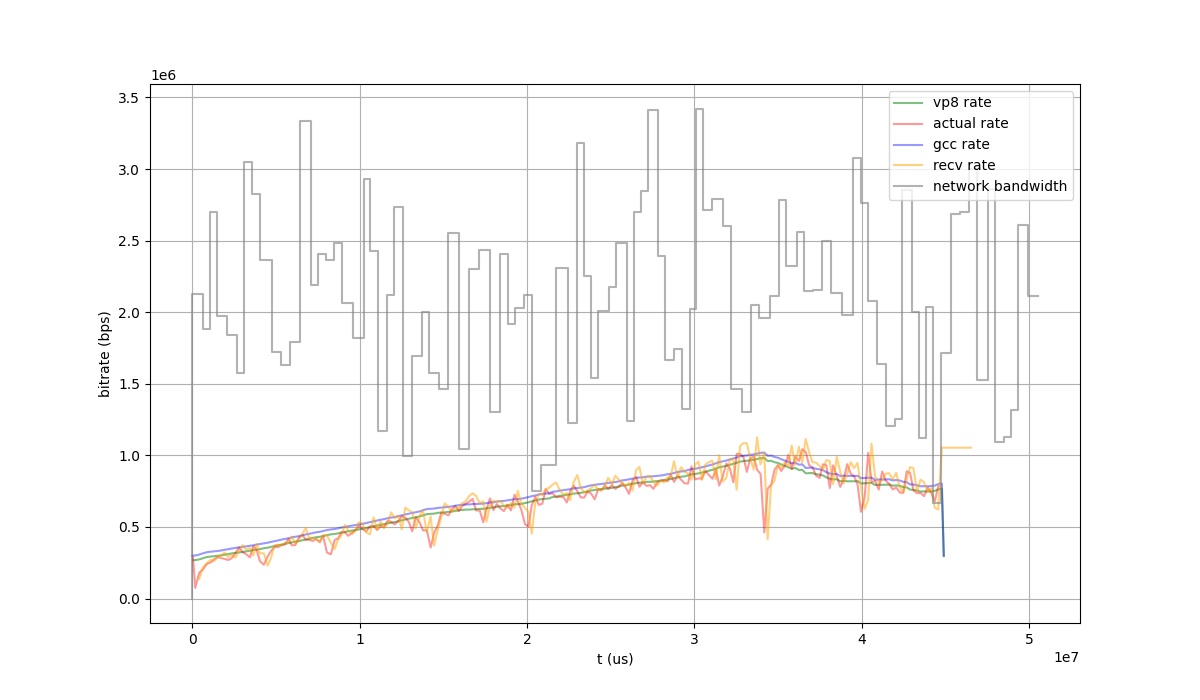 1e6
3.5
3.0
2.5
2.0
1.5
1.0
0.5
0.0
bitrate (bps)
vp8 rate
actual rate
gcc rate
recv rate
network bandwidth
0
1
2
3
4
5
t (us)
1e7